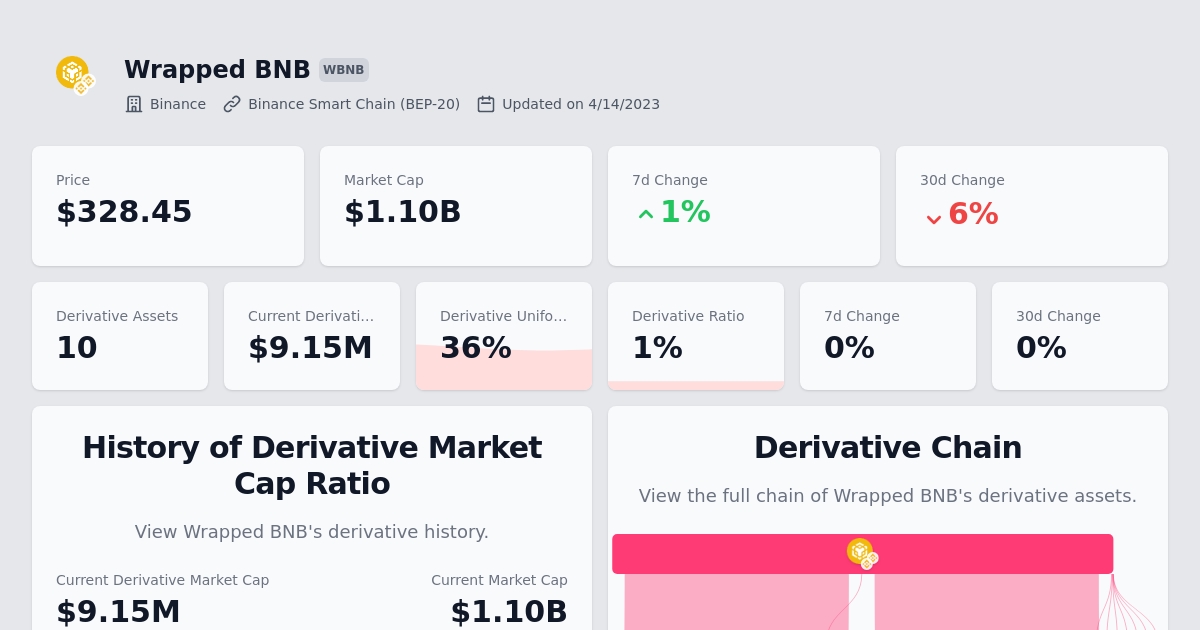 Wrapped BNB WBNB
Binance Binance Smart Chain (BEP-20) Updated on 4/14/2023
Price
$328.45
Market Cap
$1.10B
7d Change
1%
30d Change
6%
Derivative Assets
10
Current Derivati...
$9.15M
Derivative Unifo...
36%
Derivative Ratio
1%
7d Change
0%
30d Change
0%
History of Derivative Market
Cap Ratio
View Wrapped BNB's derivative history.
Current Derivative Market Cap
$9.15M
Current Market Cap
$1.10B
Derivative Chain
View the full chain of Wrapped BNB's derivative assets.